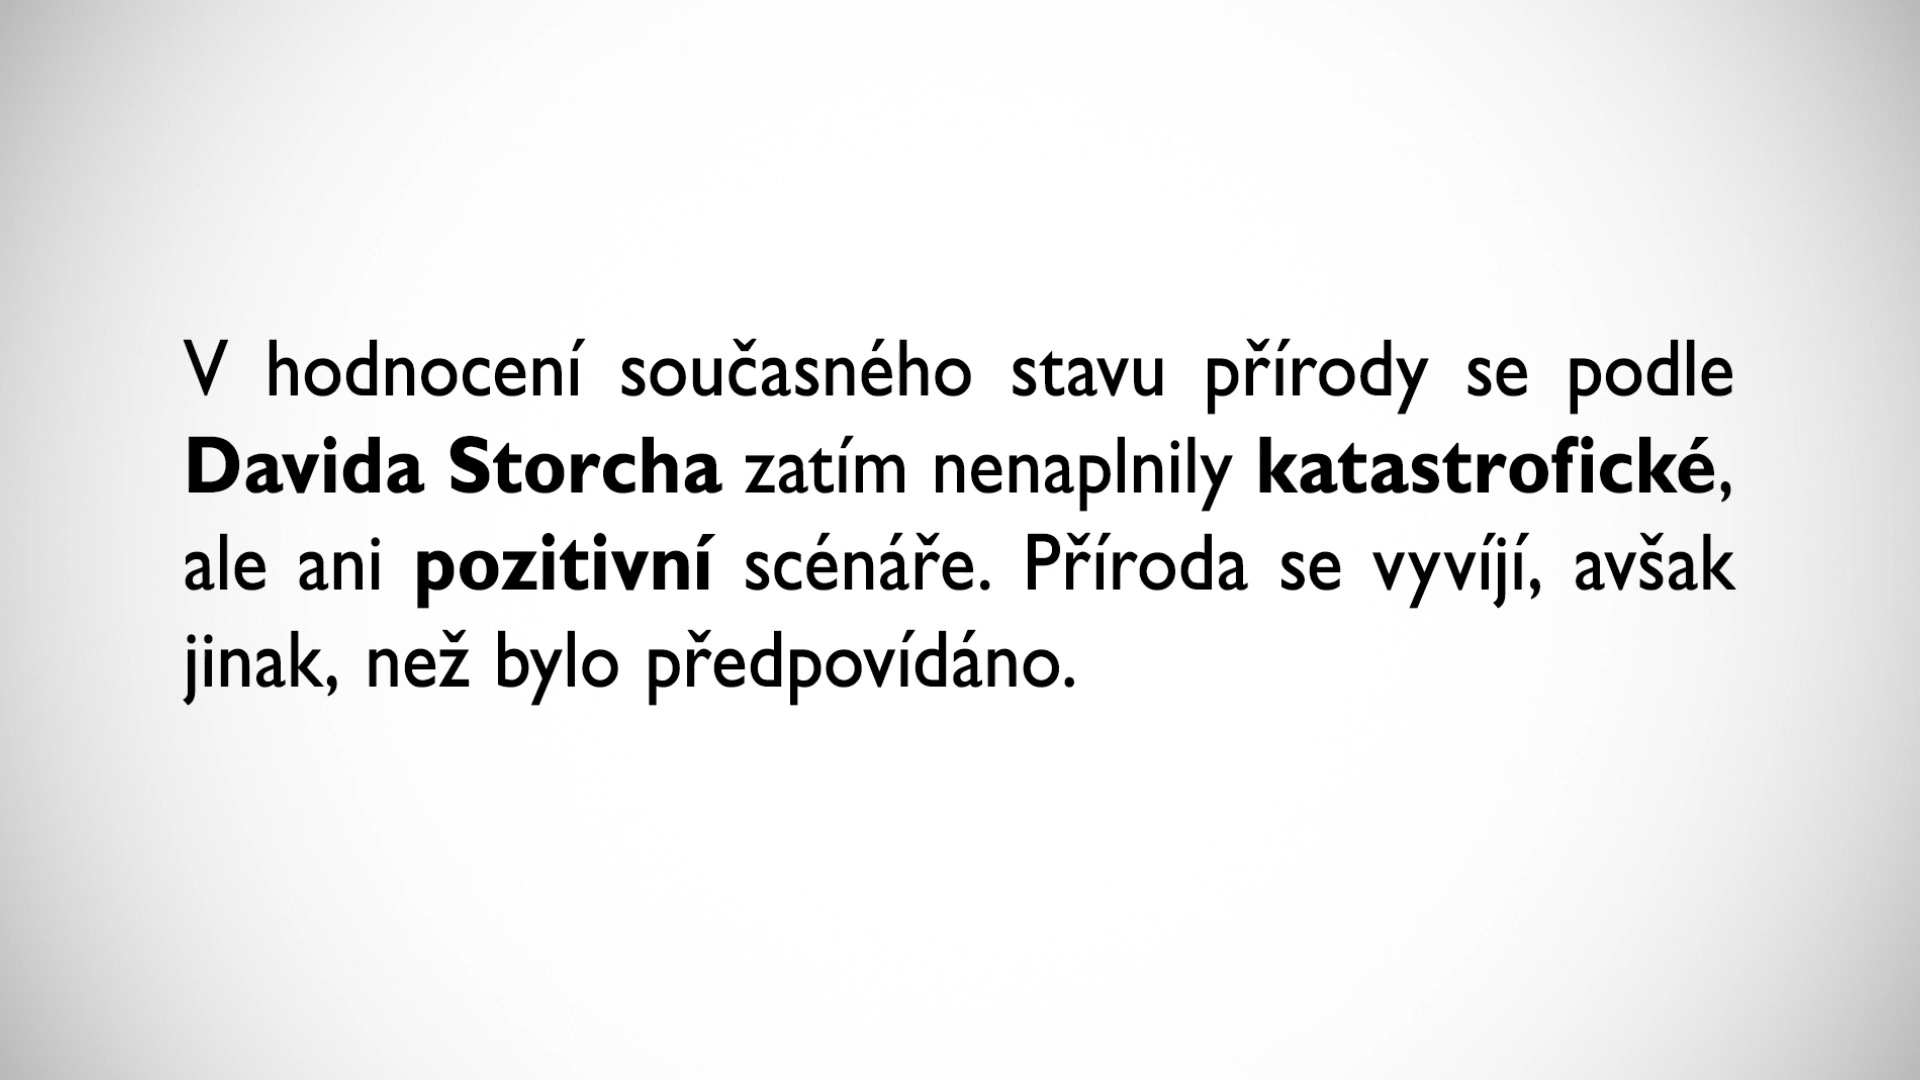 V hodnocení současného stavu přírody se podle
Davida Storcha zatím nenaplnily katastrofické,
ale ani pozitivní scénáře. Příroda se vyvíjí, avšak
jinak, než bylo předpovídáno.